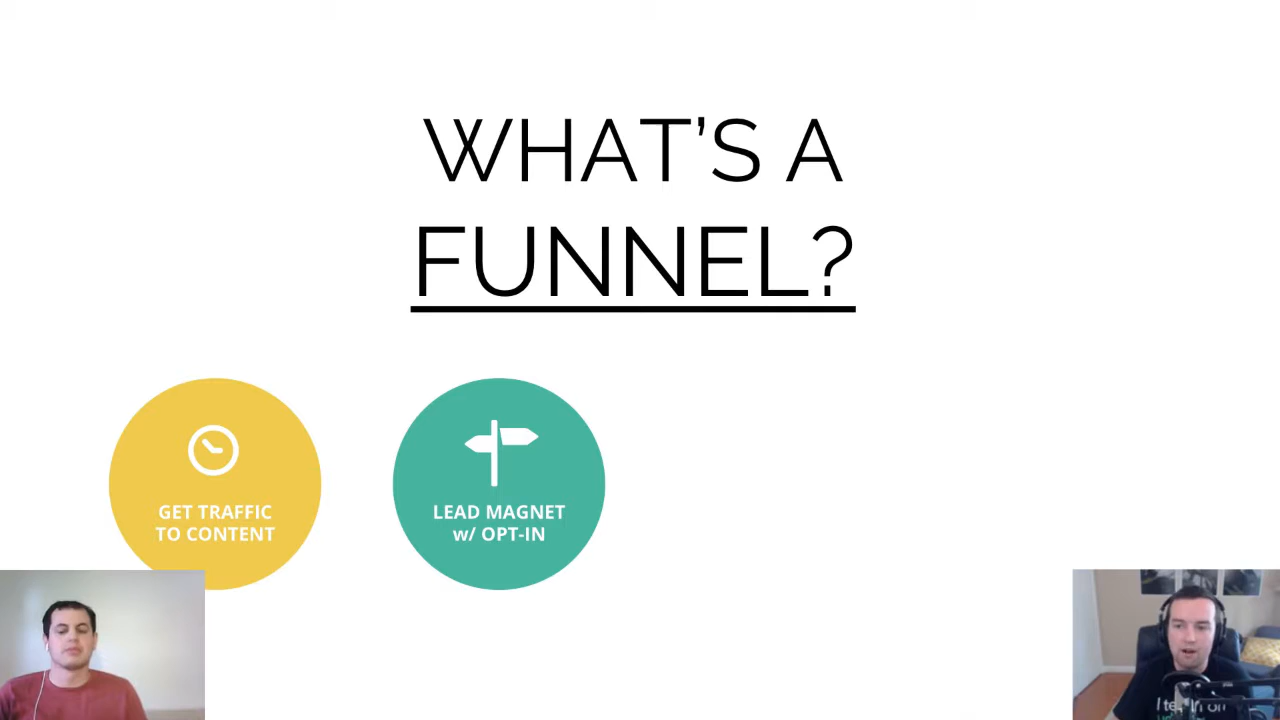 WHAT'S A
FUNNEL?
GET TRAFFIC
TO CONTENT
LEAD MAGNET
w/ OPT-IN